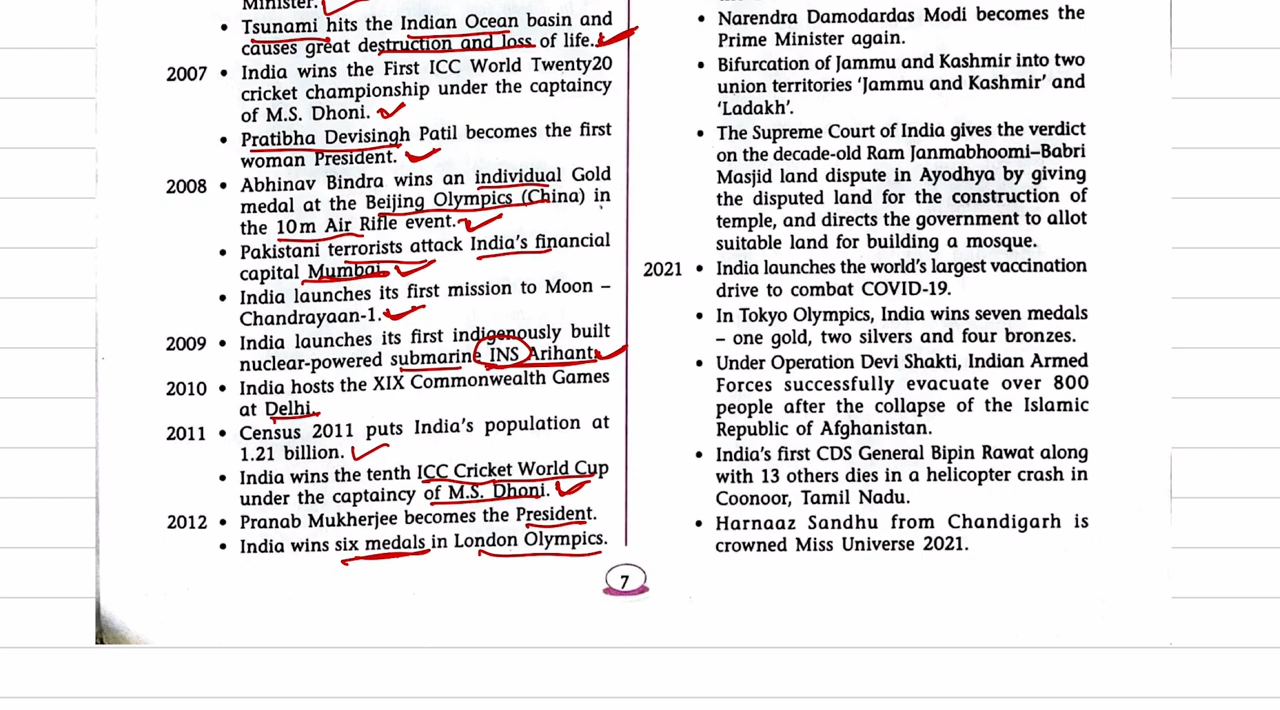 Minister.
• Tsunami hits the Indian Ocean basin and
causes great destruction and loss of life.
2007 • India wins the First ICC World Twenty20
cricket championship under the captaincy
of M.S. Dhoni.
• Pratibha Devisingh Patil becomes the first
woman President.
2008 • Abhinav Bindra wins an individual Gold
medal at the Beijing Olympics (China) in
the 10m Air Rifle event.
• Pakistani terrorists attack India's financial
capital Mumbai.
• India launches its first mission to Moon –
Chandrayaan-1.
2009 • India launches its first indigenously built
nuclear-powered submarine INS Arihant.
2010 • India hosts the XIX Commonwealth Games
at Delhi.
2011 • Census 2011 puts India's population at
1.21 billion.
• India wins the tenth ICC Cricket World Cup
under the captaincy of M.S. Dhoni.
2012 • Pranab Mukherjee becomes the President.
• India wins six medals in London Olympics.
• Narendra Damodardas Modi becomes the
Prime Minister again.
• Bifurcation of Jammu and Kashmir into two
union territories 'Jammu and Kashmir' and
'Ladakh'.
• The Supreme Court of India gives the verdict
on the decade-old Ram Janmabhoomi–Babri
Masjid land dispute in Ayodhya by giving
the disputed land for the construction of
temple, and directs the government to allot
suitable land for building a mosque.
2021 • India launches the world's largest vaccination
drive to combat COVID-19.
• In Tokyo Olympics, India wins seven medals
– one gold, two silvers and four bronzes.
• Under Operation Devi Shakti, Indian Armed
Forces successfully evacuate over 800
people after the collapse of the Islamic
Republic of Afghanistan.
• India's first CDS General Bipin Rawat along
with 13 others dies in a helicopter crash in
Coonoor, Tamil Nadu.
• Harnaaz Sandhu from Chandigarh is
crowned Miss Universe 2021.
7